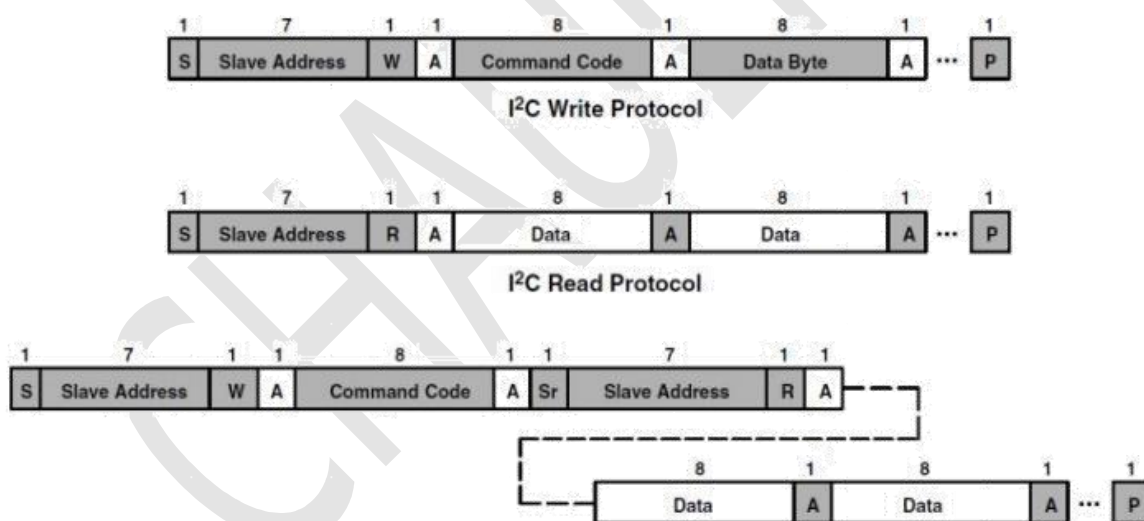 1 7 1 1 8 1 8 1 1
S Slave Address W A Command Code A Data Byte A ... P
I²C Write Protocol
1 7 1 1 8 1 8 1 1
S Slave Address R A Data A Data A ... P
I²C Read Protocol
1 7 1 1 8 1 1 7 1 1
S Slave Address W A Command Code A Sr Slave Address R A
8 1 8 1 1
Data A Data A ... P